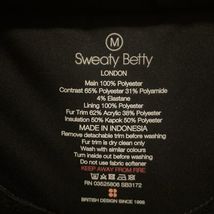 M
Sweaty Betty
LONDON
Main 100% Polyester
Contrast 65% Polyester 31% Polyamide
4% Elastane
Lining 100% Polyester
Fur Trim 62% Acrylic 38% Polyester
Insulation 50% Kapok 50% Polyester
MADE IN INDONESIA
Remove detachable trim before washing
Fur trim is dry clean only
Wash with similar colours
Turn inside out before washing
Do not use fabric softener
KEEP AWAY FROM FIRE
RN 03525806 SB3172
BRITISH DESIGN SINCE 1998